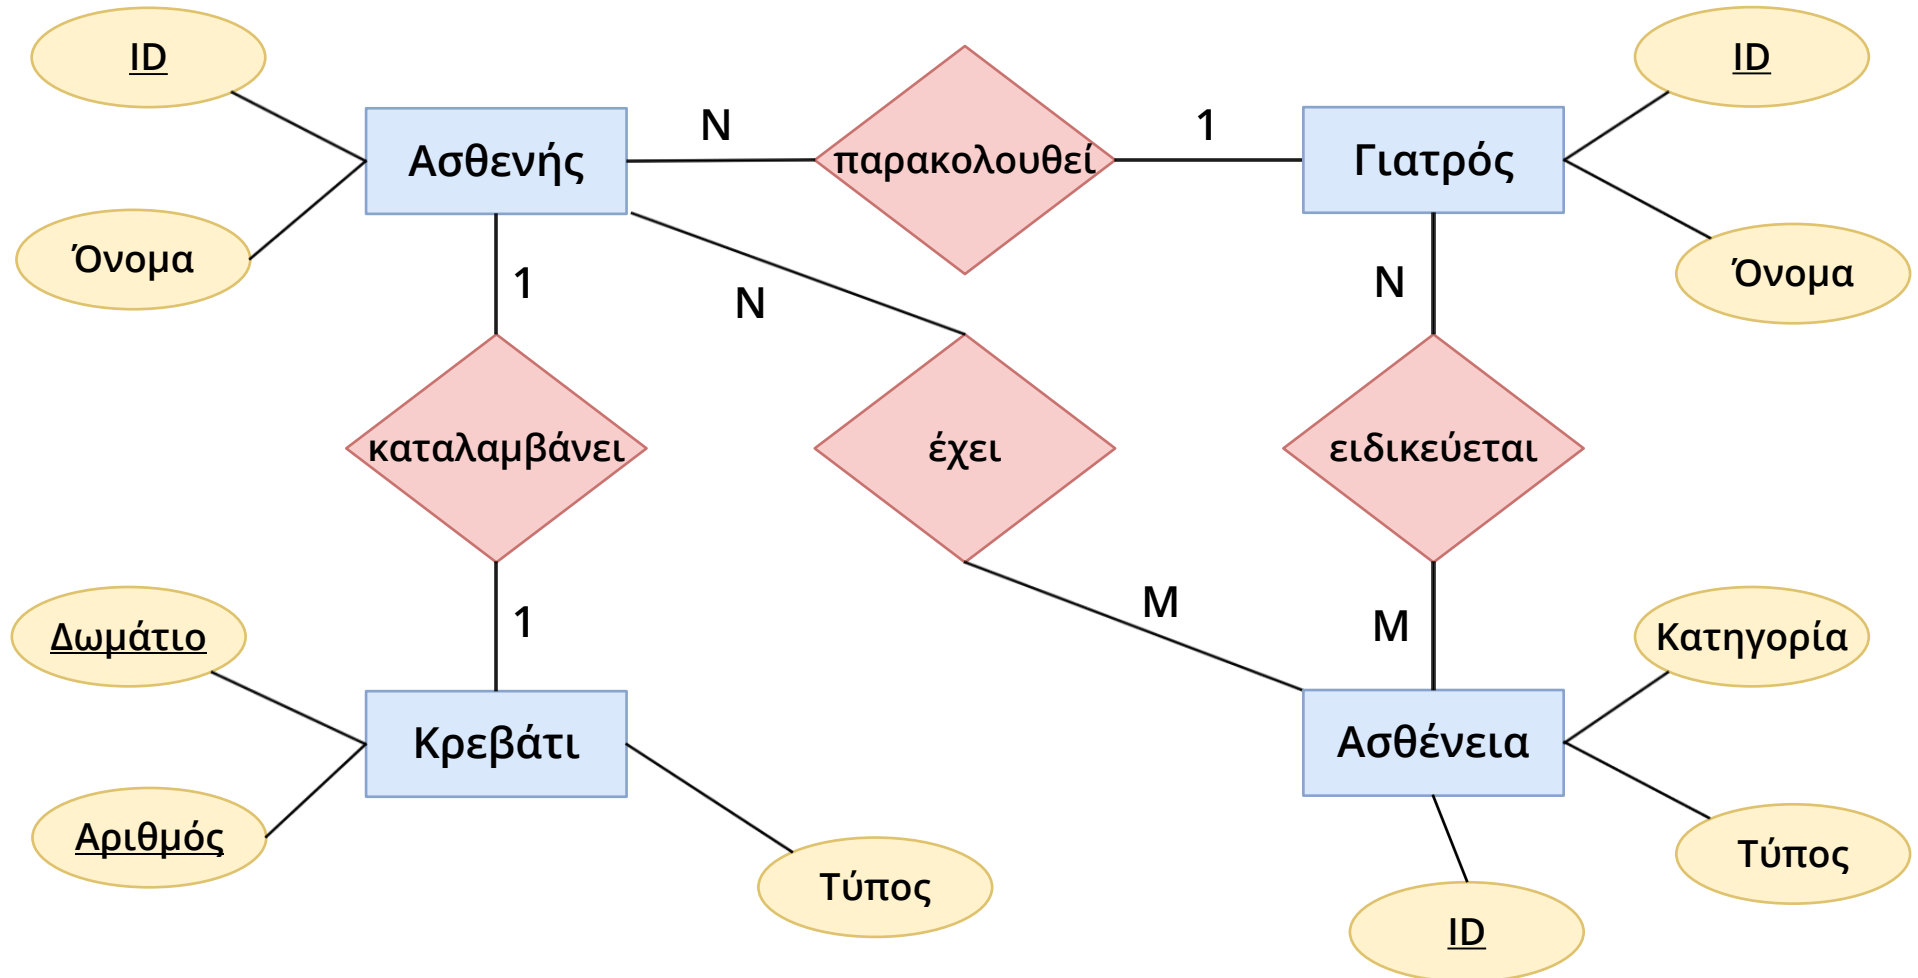 ID
ID
Ασθενής
N
παρακολουθεί
1
Γιατρός
Όνομα
Όνομα
1
N
N
καταλαμβάνει
έχει
ειδικεύεται
1
M
M
Δωμάτιο
Κατηγορία
Κρεβάτι
Ασθένεια
Αριθμός
Τύπος
Τύπος
ID